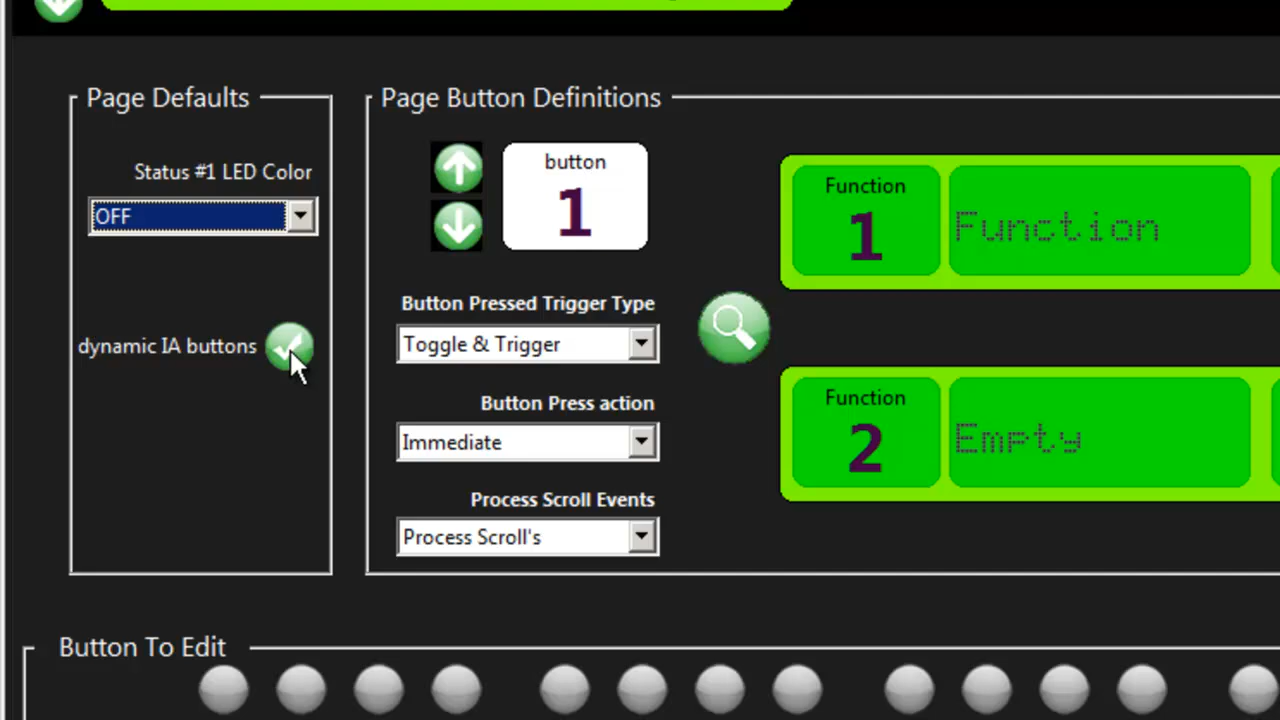 Page Defaults
Status #1 LED Color
OFF
dynamic IA buttons
Page Button Definitions
button
1
Button Pressed Trigger Type
Toggle & Trigger
Button Press action
Immediate
Process Scroll Events
Process Scroll's
Function
1
Function
Function
2
Empty
Button To Edit